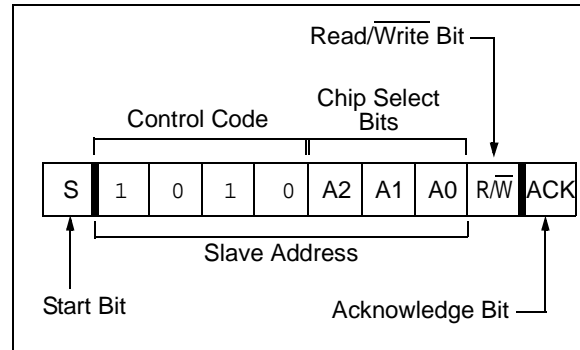 Read/Write Bit
Chip Select
Bits
Control Code
S 1 0 1 0 A2 A1 A0 R/W ACK
Slave Address
Start Bit
Acknowledge Bit